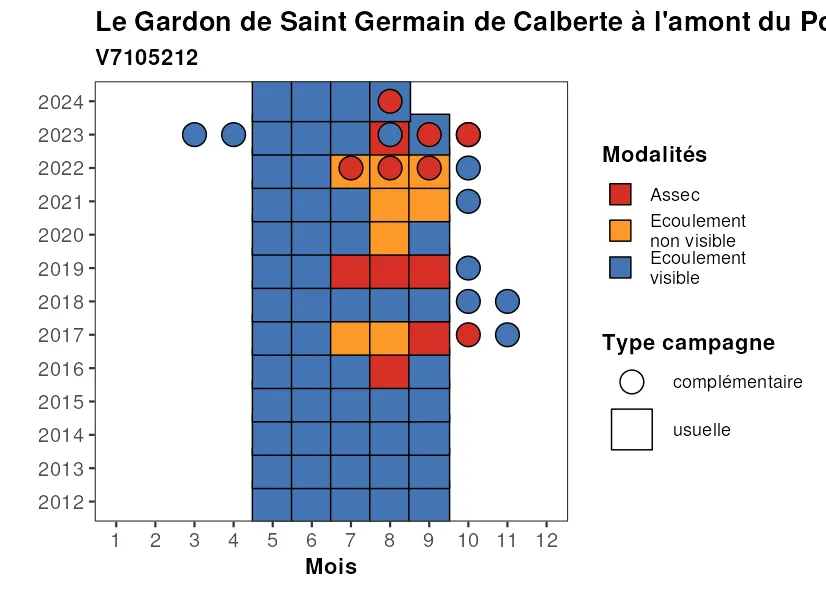 Le Gardon de Saint Germain de Calberte à l'amont du
V7105212
2024
2023
2022
2021
2020
2019
2018
2017
2016
2015
2014
2013
2012
1 2 3 4 5 6 7 8 9 10 11 12
Mois
Modalités
Assec
Ecoulement
non visible
Ecoulement
visible
Type campagne
complémentaire
usuelle